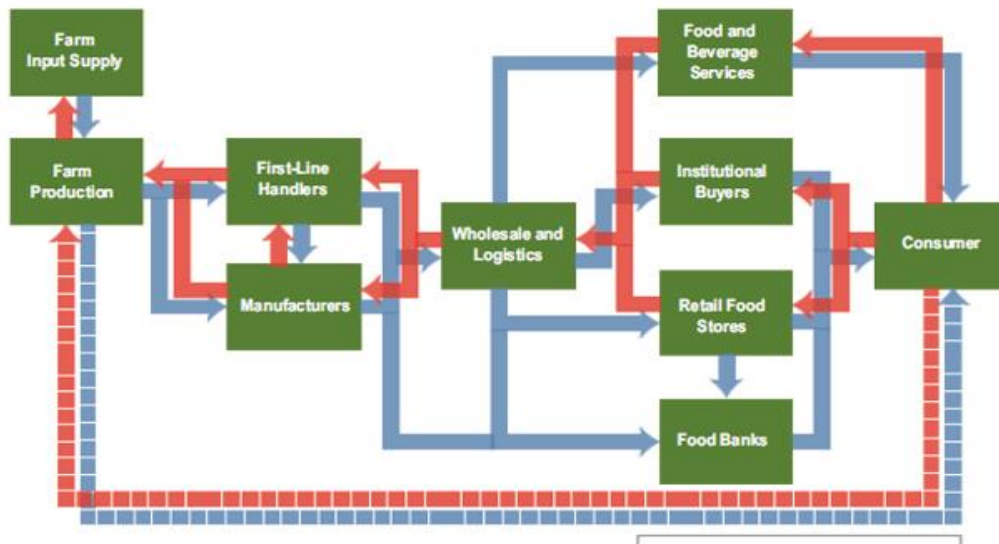 Farm
Input Supply
Food and
Beverage
Services
Farm
Production
First-Line
Handlers
Institutional
Buyers
Wholesale and
Logistics
Consumer
Manufacturers
Retail Food
Stores
Food Banks